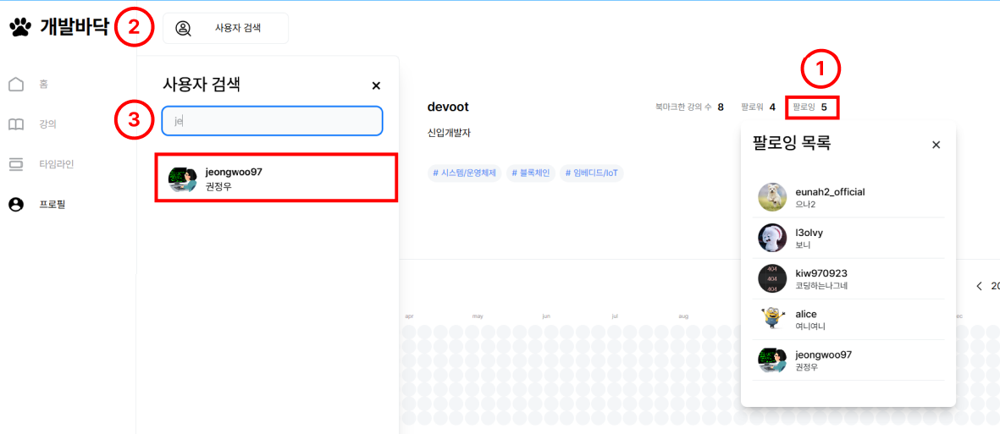 개발바닥
2
사용자 검색
1
홈
강의
타임라인
프로필
사용자 검색
3
je
jeongwoo97
권정우
devoot
신입개발자
# 시스템/운영체제 # 블록체인 # 임베디드/IoT
북마크한 강의 수 8 팔로워 4 팔로잉 5
팔로잉 목록
eunah2_official
으나2
l3olvy
보니
404
404
404
kiw970923
코딩하는나그네
alice
여니여니
jeongwoo97
권정우
20
apr may jun jul aug ec